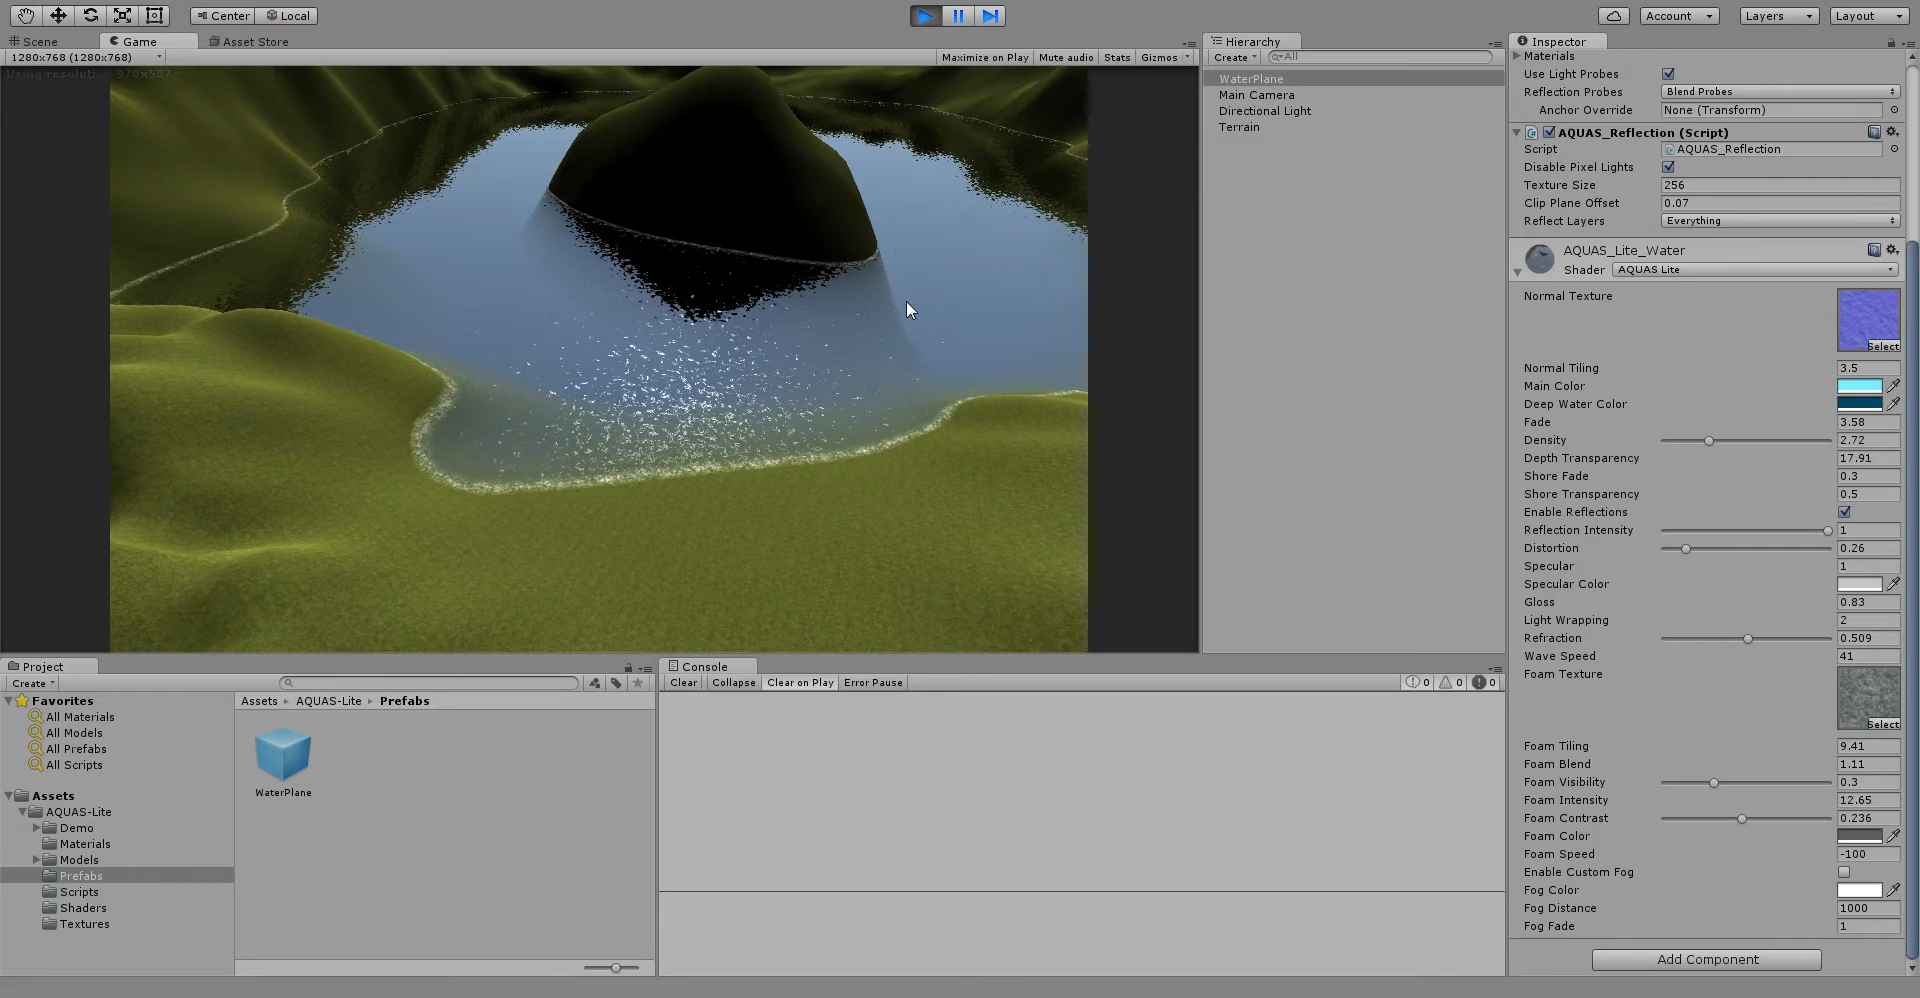 Center Local
Account Layers Layout
Scene Game Asset Store
1280x768 (1280x768) Maximize on Play Mute audio Stats Gizmos
Using resolution 978x587
Hierarchy
Create All
WaterPlane
Main Camera
Directional Light
Terrain
Inspector
Materials
Use Light Probes
Reflection Probes Blend Probes
Anchor Override None (Transform)
AQUAS_Reflection (Script)
Script AQUAS_Reflection
Disable Pixel Lights
Texture Size 256
Clip Plane Offset 0.07
Reflect Layers Everything
AQUAS_Lite_Water
Shader AQUAS Lite
Normal Texture
Select
Normal Tiling 3.5
Main Color
Deep Water Color
Fade 3.58
Density 2.72
Depth Transparency 17.91
Shore Fade 0.3
Shore Transparency 0.5
Enable Reflections
Reflection Intensity 1
Distortion 0.26
Specular 1
Specular Color
Gloss 0.83
Light Wrapping 2
Refraction 0.509
Wave Speed 41
Foam Texture
Select
Foam Tiling 9.41
Foam Blend 1.11
Foam Visibility 0.3
Foam Intensity 12.65
Foam Contrast 0.236
Foam Color
Foam Speed -100
Enable Custom Fog
Fog Color
Fog Distance 1000
Fog Fade 1
Add Component
Project
Create
Favorites
All Materials
All Models
All Prefabs
All Scripts
Assets
AQUAS-Lite
Demo
Materials
Models
Prefabs
Scripts
Shaders
Textures
Assets AQUAS-Lite Prefabs
WaterPlane
Console
Clear Collapse Clear on Play Error Pause 0 0 0